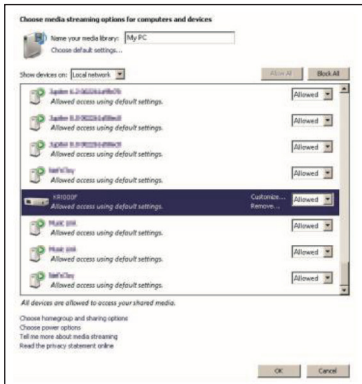 Choose media streaming options for computers and devices
Name your media library: My PC
Choose default settings...
Show devices on: Local network
Allow All Block All
Allowed
Allowed access using default settings.
Allowed
Allowed access using default settings.
Allowed
Allowed access using default settings.
Allowed
Allowed access using default settings.
Customize... Allowed
Allowed access using default settings. Remove...
Music Link Allowed
Allowed access using default settings.
Music Link Allowed
Allowed access using default settings.
Allowed
Allowed access using default settings.
All devices are allowed to access your shared media.
Choose homegroup and sharing options
Choose power options
Tell me more about media streaming
Read the privacy statement online
OK Cancel